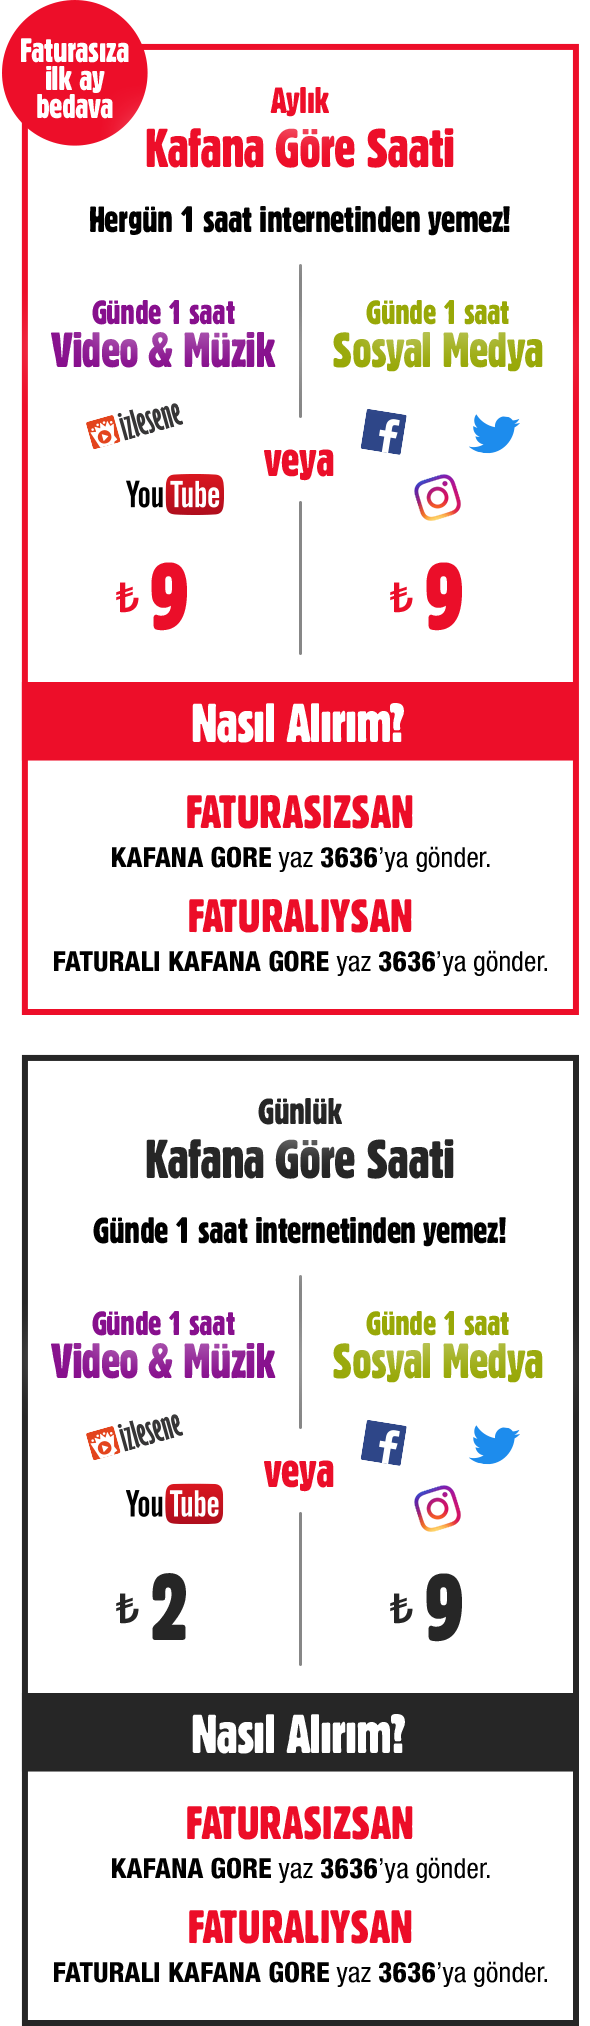 Faturasıza
ilk ay
bedava
Aylık
Kafana Göre Saati
Hergün 1 saat internetinden yemez!
Günde 1 saat
Video & Müzik
izlesene
YouTube
₺ 9
veya
Günde 1 saat
Sosyal Medya
f
₺ 9
Nasıl Alırım?
FATURASIZSAN
KAFANA GORE yaz 3636’ya gönder.
FATURALIYSAN
FATURALI KAFANA GORE yaz 3636’ya gönder.
Günlük
Kafana Göre Saati
Günde 1 saat internetinden yemez!
Günde 1 saat
Video & Müzik
izlesene
YouTube
₺ 2
veya
Günde 1 saat
Sosyal Medya
f
₺ 9
Nasıl Alırım?
FATURASIZSAN
KAFANA GORE yaz 3636’ya gönder.
FATURALIYSAN
FATURALI KAFANA GORE yaz 3636’ya gönder.